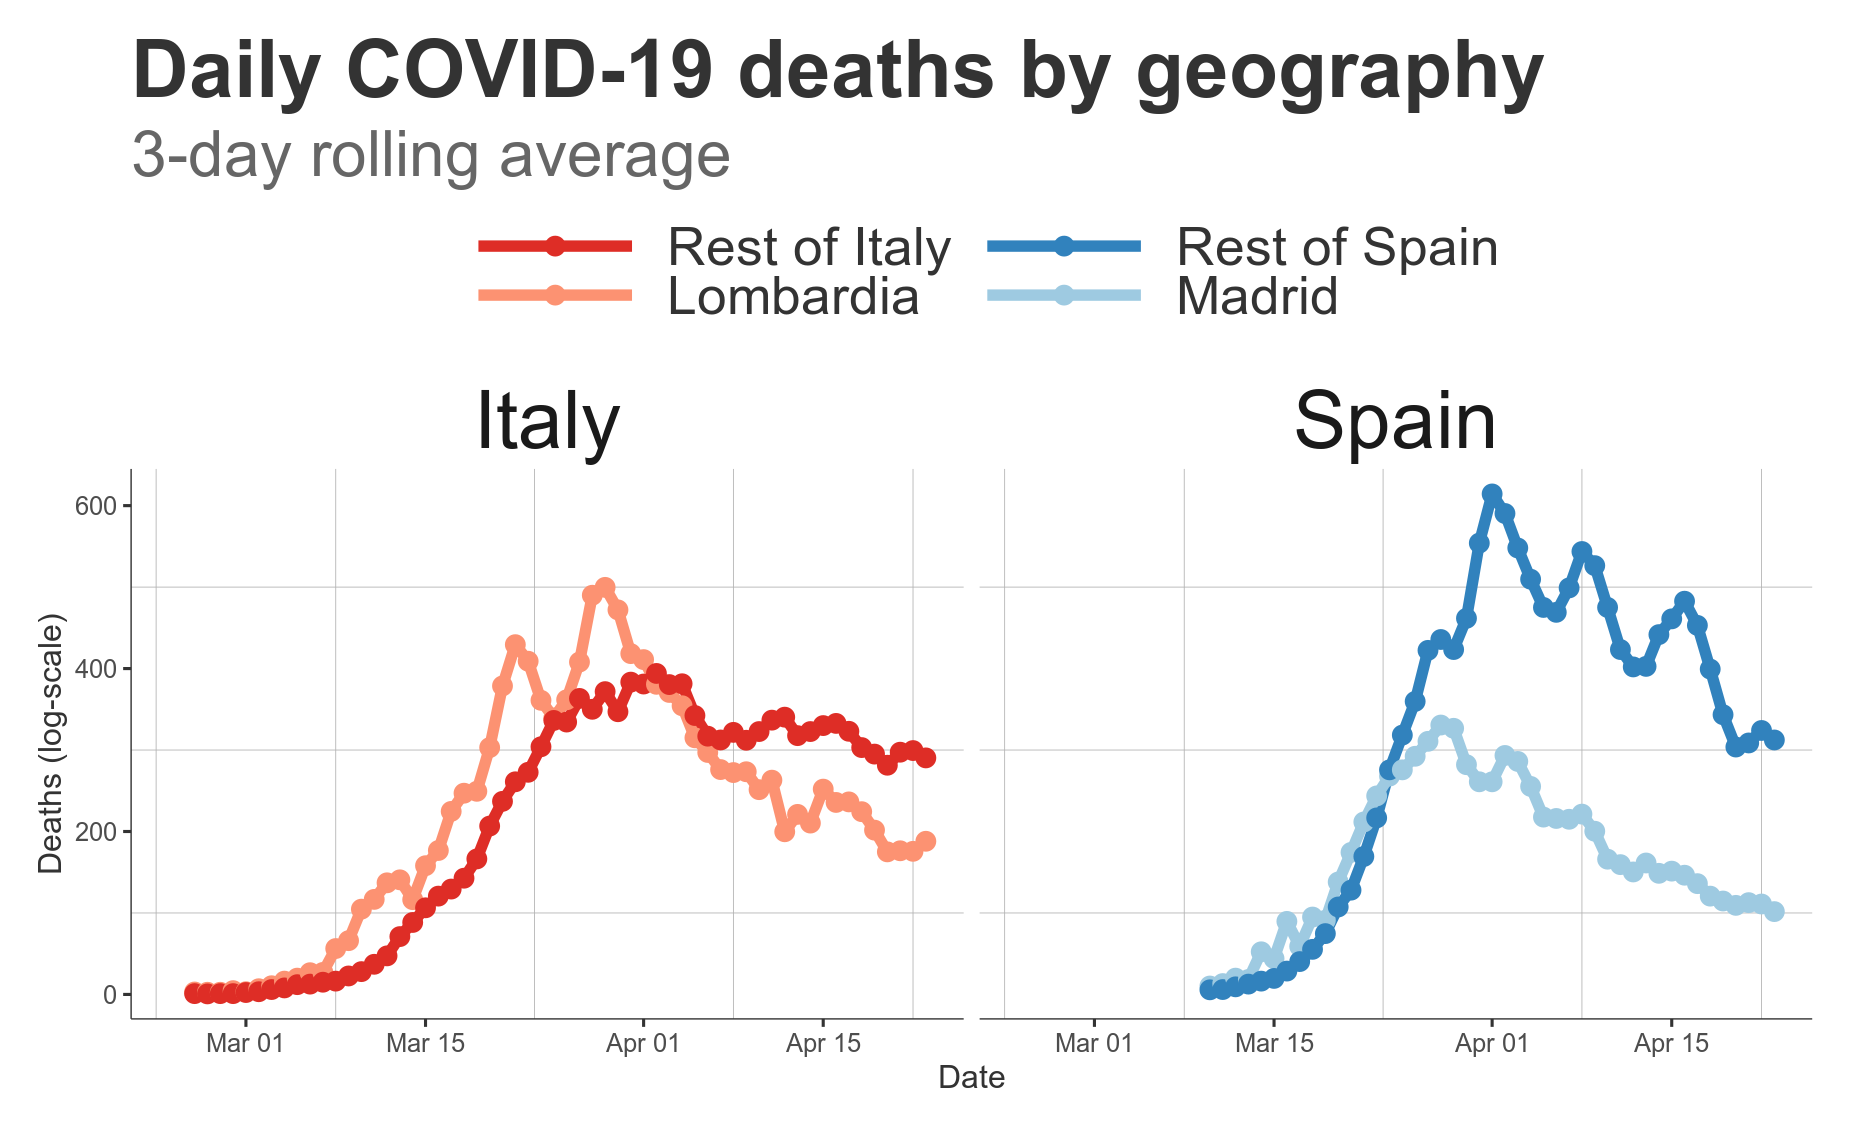 Daily COVID-19 deaths by geography
3-day rolling average
Rest of Italy Rest of Spain
Lombardia Madrid
Italy Spain
Deaths (log-scale)
600
400
200
0
Mar 01 Mar 15 Apr 01 Apr 15 Mar 01 Mar 15 Apr 01 Apr 15
Date